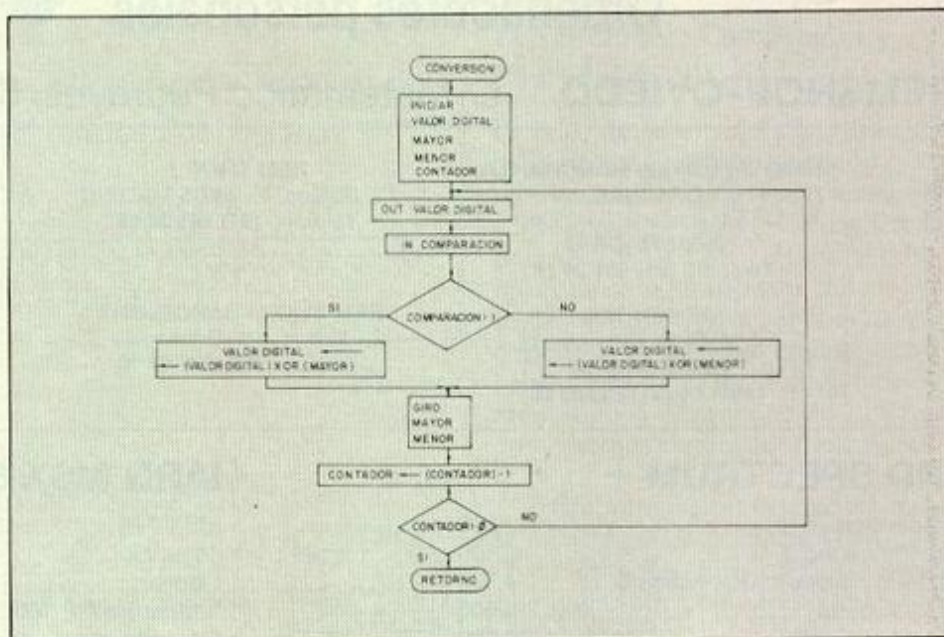 CONVERSION
INICIAR
VALOR DIGITAL
MAYOR
MENOR
CONTADOR
OUT VALOR DIGITAL
IN COMPARACION
COMPARACION = 1
SI
NO
VALOR DIGITAL ←
← (VALOR DIGITAL) XOR (MAYOR)
VALOR DIGITAL ←
← (VALOR DIGITAL) XOR (MENOR)
GIRO
MAYOR
MENOR
CONTADOR ← (CONTADOR) - 1
CONTADOR = Ø
NO
SI
RETORNO